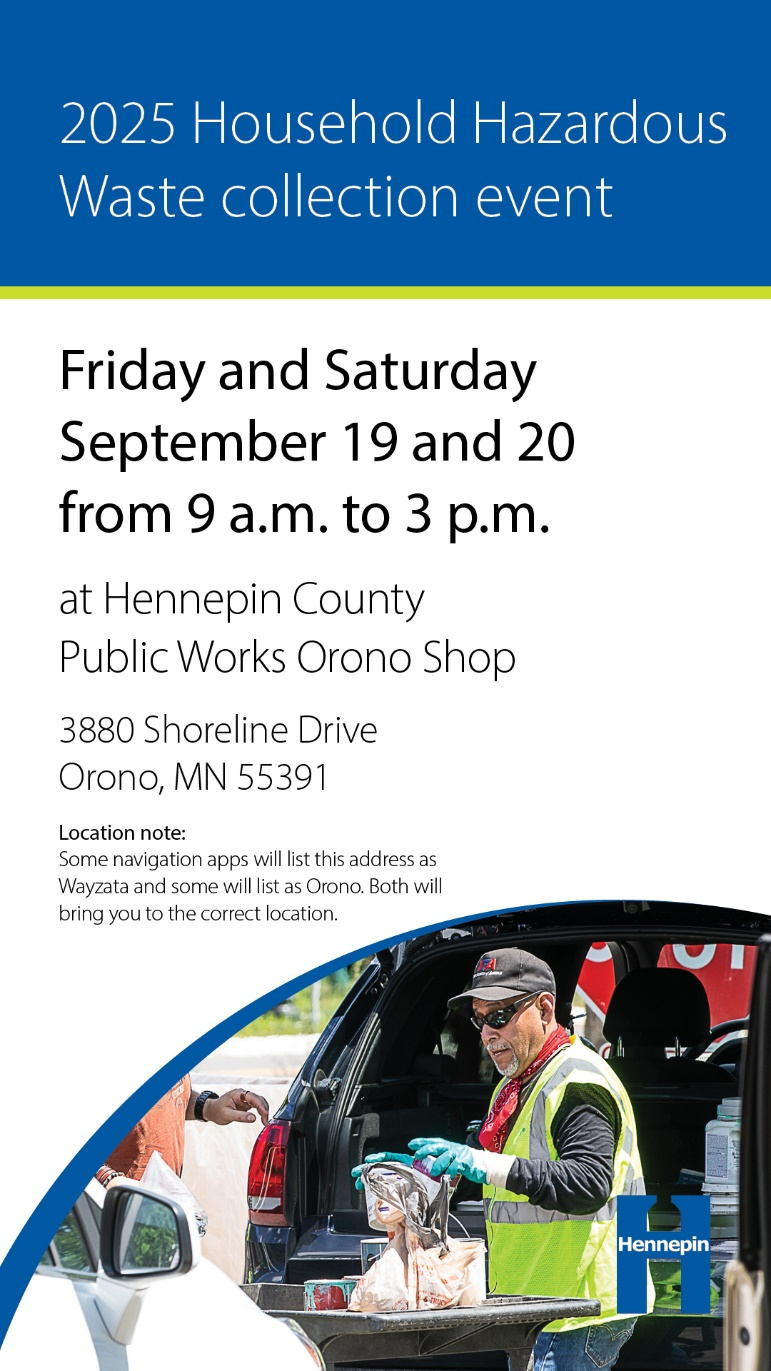 2025 Household Hazardous
Waste collection event
Friday and Saturday
September 19 and 20
from 9 a.m. to 3 p.m.
at Hennepin County
Public Works Orono Shop
3880 Shoreline Drive
Orono, MN 55391
Location note:
Some navigation apps will list this address as
Wayzata and some will list as Orono. Both will
bring you to the correct location.
Hennepin